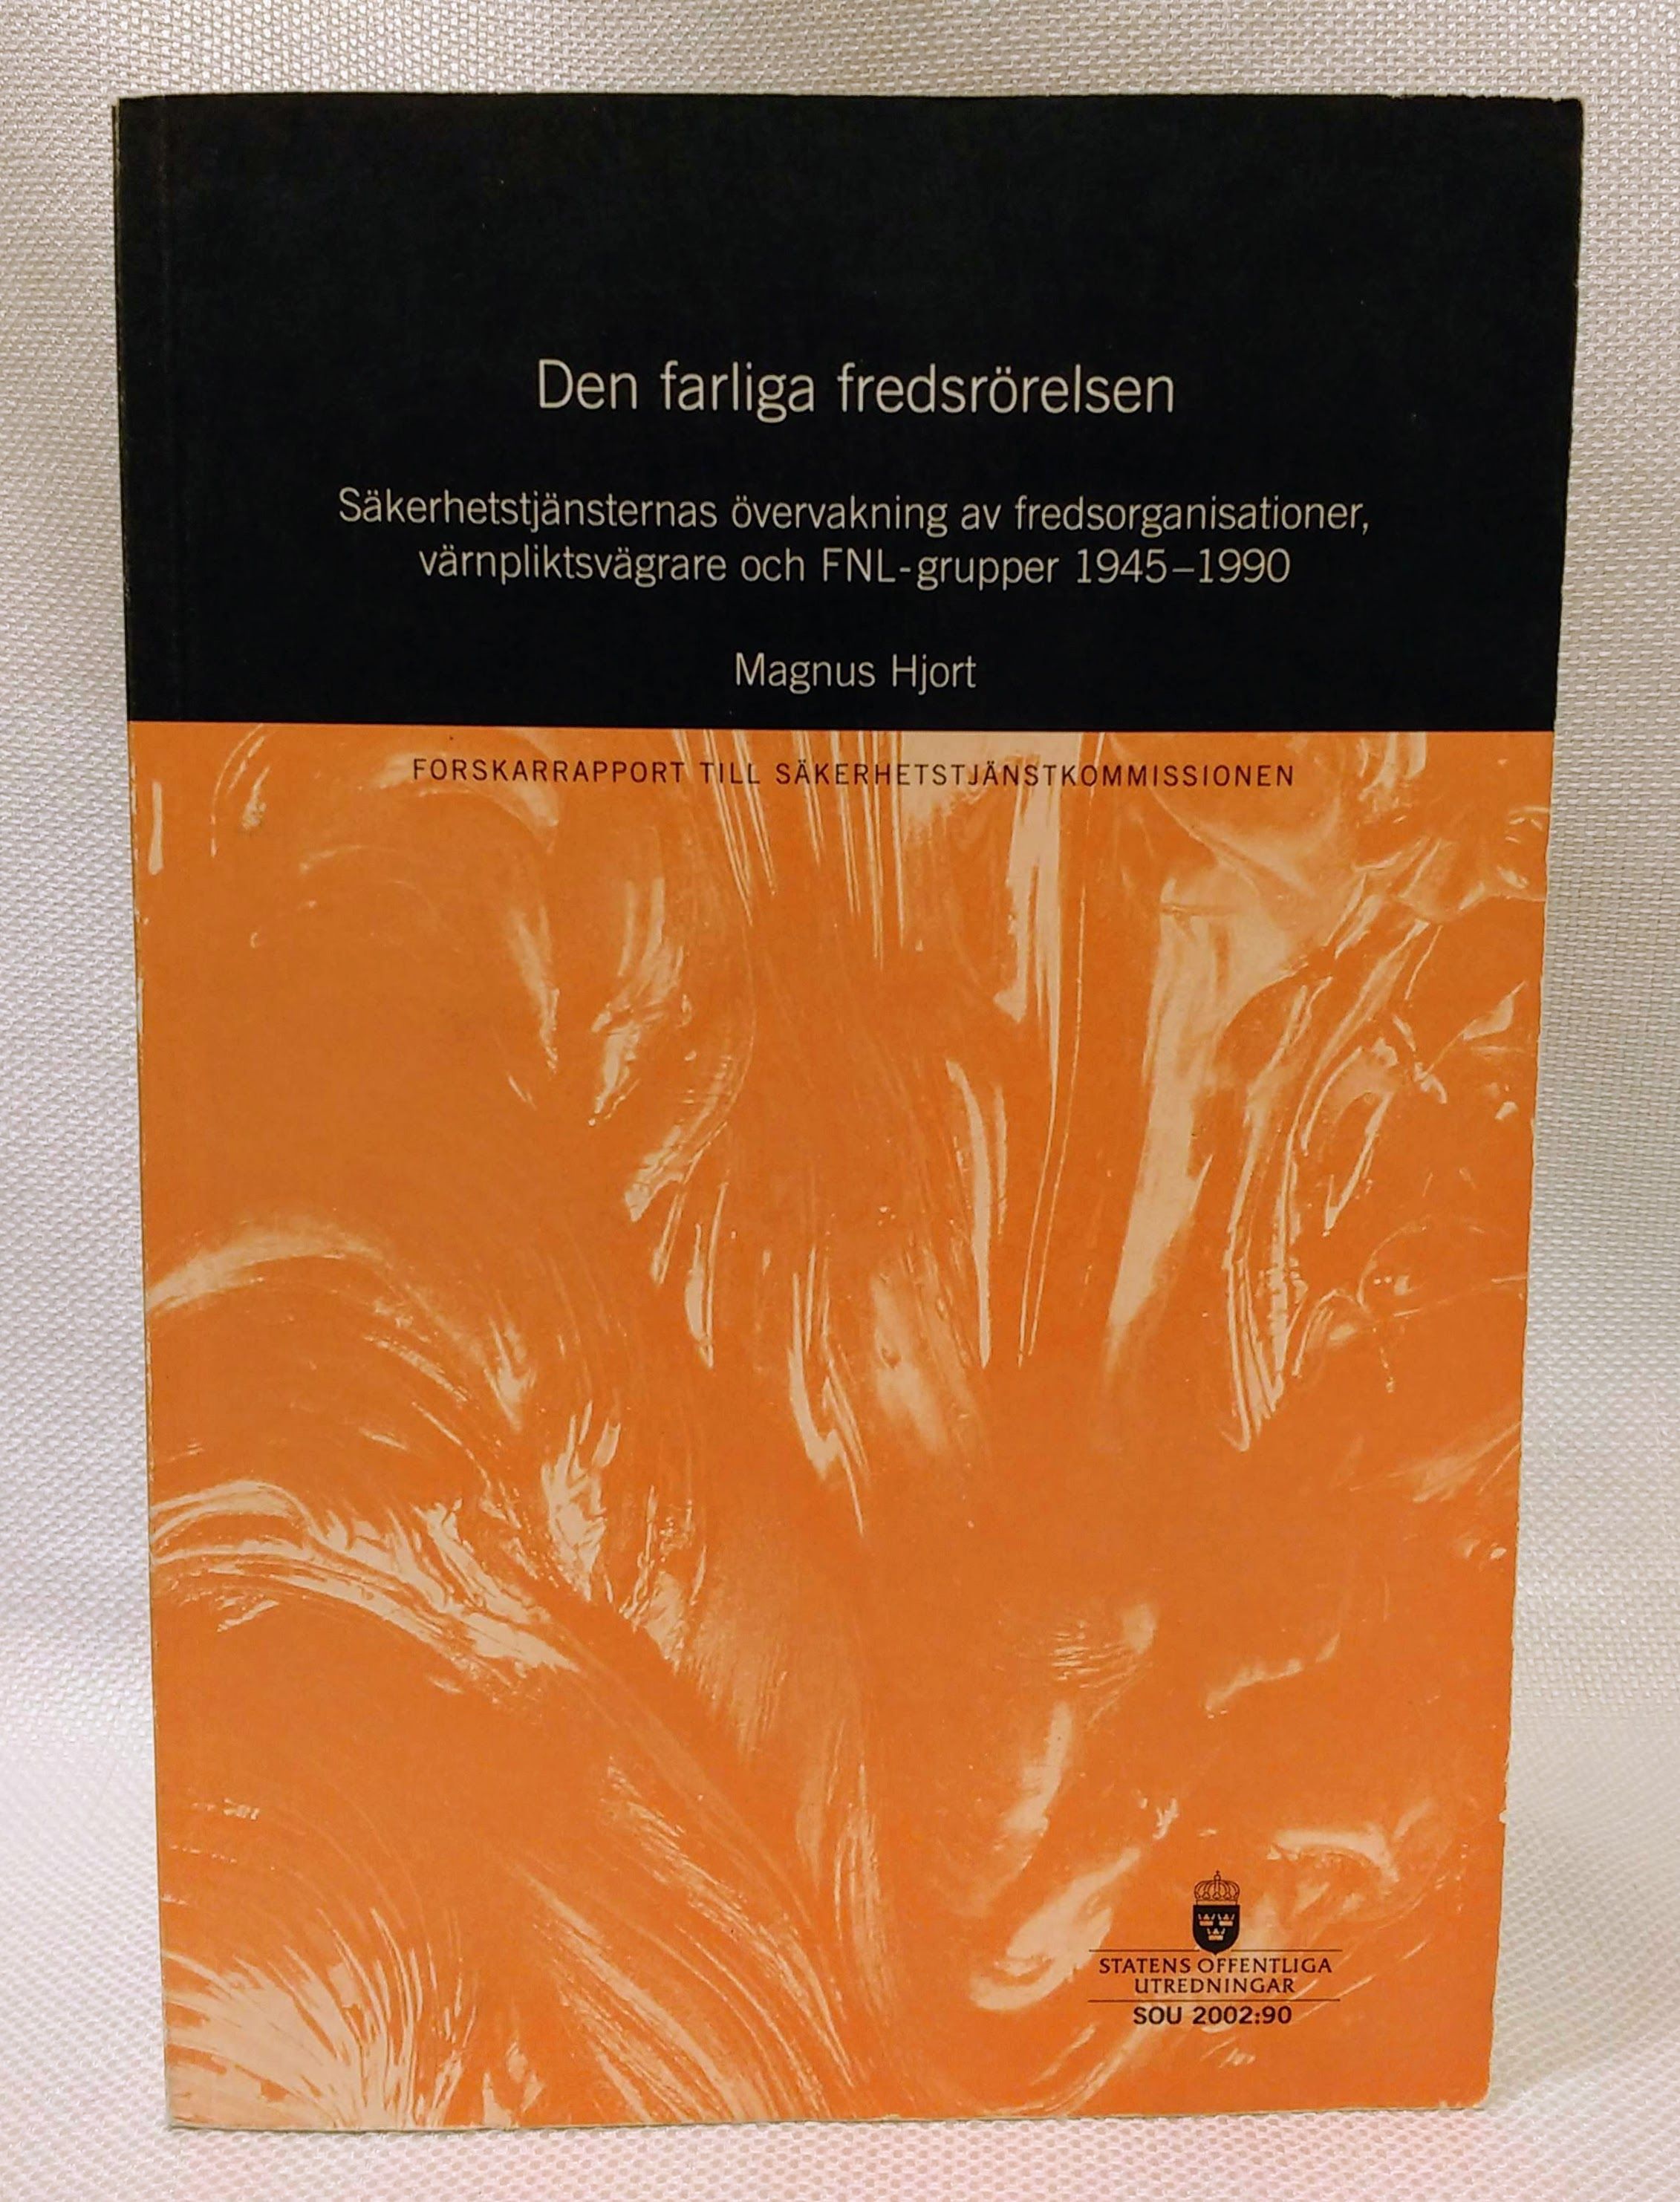 Den farliga fredsrörelsen
Säkerhetstjänsternas övervakning av fredsorganisationer,
värnpliktsvägrare och FNL-grupper 1945–1990
Magnus Hjort
FORSKARRAPPORT TILL SÄKERHETSTJÄNSTKOMMISSIONEN
STATENS OFFENTLIGA
UTREDNINGAR
SOU 2002:90